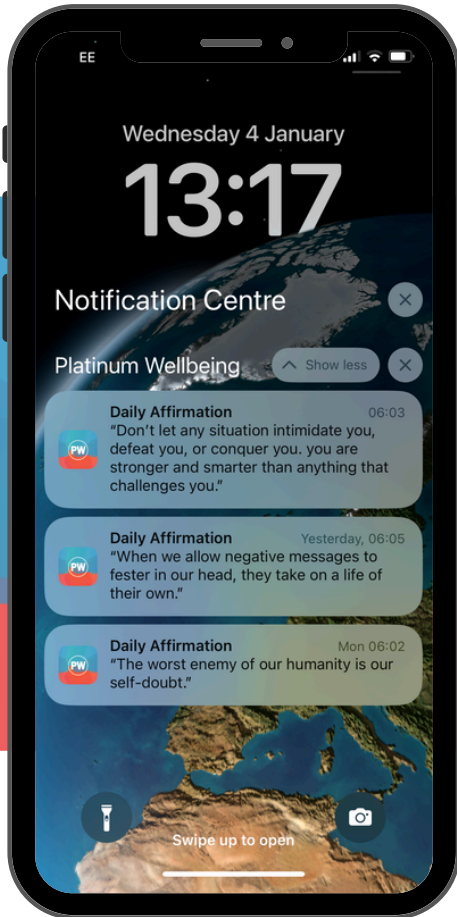 EE
Wednesday 4 January
13:17
Notification Centre
Platinum Wellbeing
Show less
Daily Affirmation 06:03
“Don’t let any situation intimidate you,
defeat you, or conquer you. you are
stronger and smarter than anything that
challenges you.”
PW
Daily Affirmation Yesterday, 06:05
“When we allow negative messages to
fester in our head, they take on a life of
their own.”
PW
Daily Affirmation Mon 06:02
“The worst enemy of our humanity is our
self-doubt.”
PW
Swipe up to open